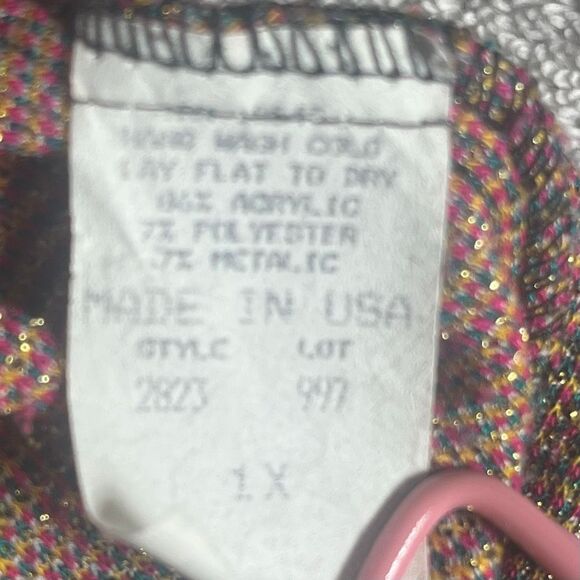 HAND WASH COLD
LAY FLAT TO DRY
86% ACRYLIC
7% POLYESTER
7% METALIC
MADE IN USA
STYLE LOT
2823 997
1X